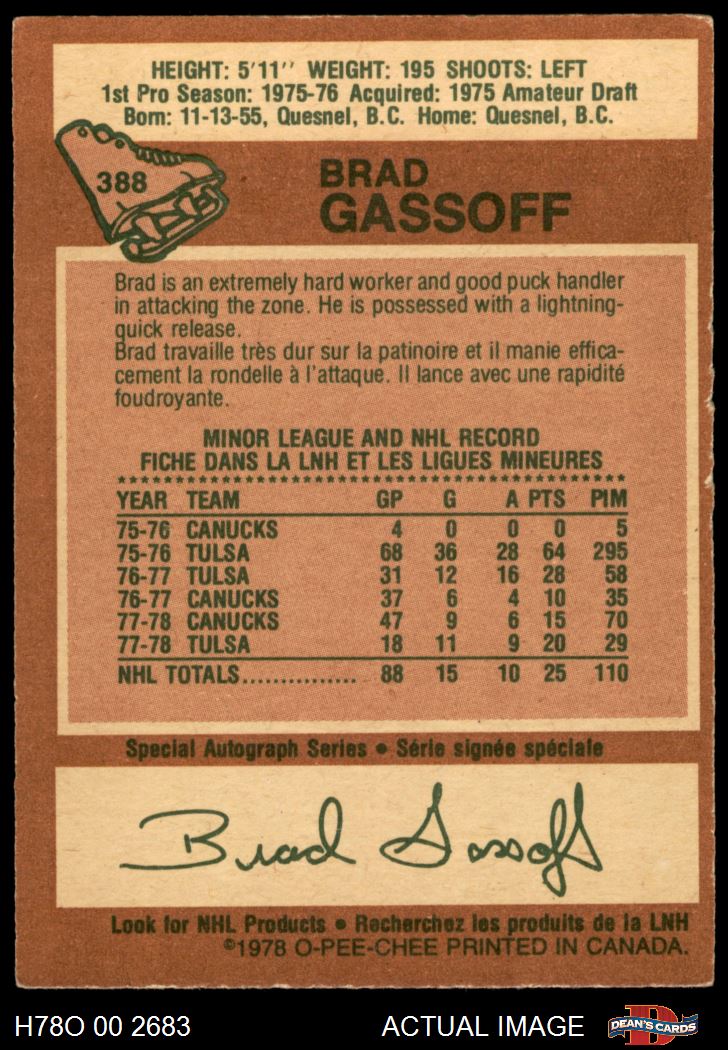 HEIGHT: 5'11'' WEIGHT: 195 SHOOTS: LEFT
1st Pro Season: 1975-76 Acquired: 1975 Amateur Draft
Born: 11-13-55, Quesnel, B.C. Home: Quesnel, B.C.
388
BRAD
GASSOFF
Brad is an extremely hard worker and good puck handler
in attacking the zone. He is possessed with a lightning-
quick release.
Brad travaille très dur sur la patinoire et il manie effica-
cement la rondelle à l'attaque. Il lance avec une rapidité
foudroyante.
MINOR LEAGUE AND NHL RECORD
FICHE DANS LA LNH ET LES LIGUES MINEURES
YEAR TEAM GP G A PTS PIM
75-76 CANUCKS 4 0 0 0 5
75-76 TULSA 68 36 28 64 295
76-77 TULSA 31 12 16 28 58
76-77 CANUCKS 37 6 4 10 35
77-78 CANUCKS 47 9 6 15 70
77-78 TULSA 18 11 9 20 29
NHL TOTALS............... 88 15 10 25 110
Special Autograph Series • Série signée spéciale
Brad Gassoff
Look for NHL Products • Recherchez les produits de la LNH
©1978 O-PEE-CHEE PRINTED IN CANADA.
H78O 00 2683 ACTUAL IMAGE D DEAN'S CARDS